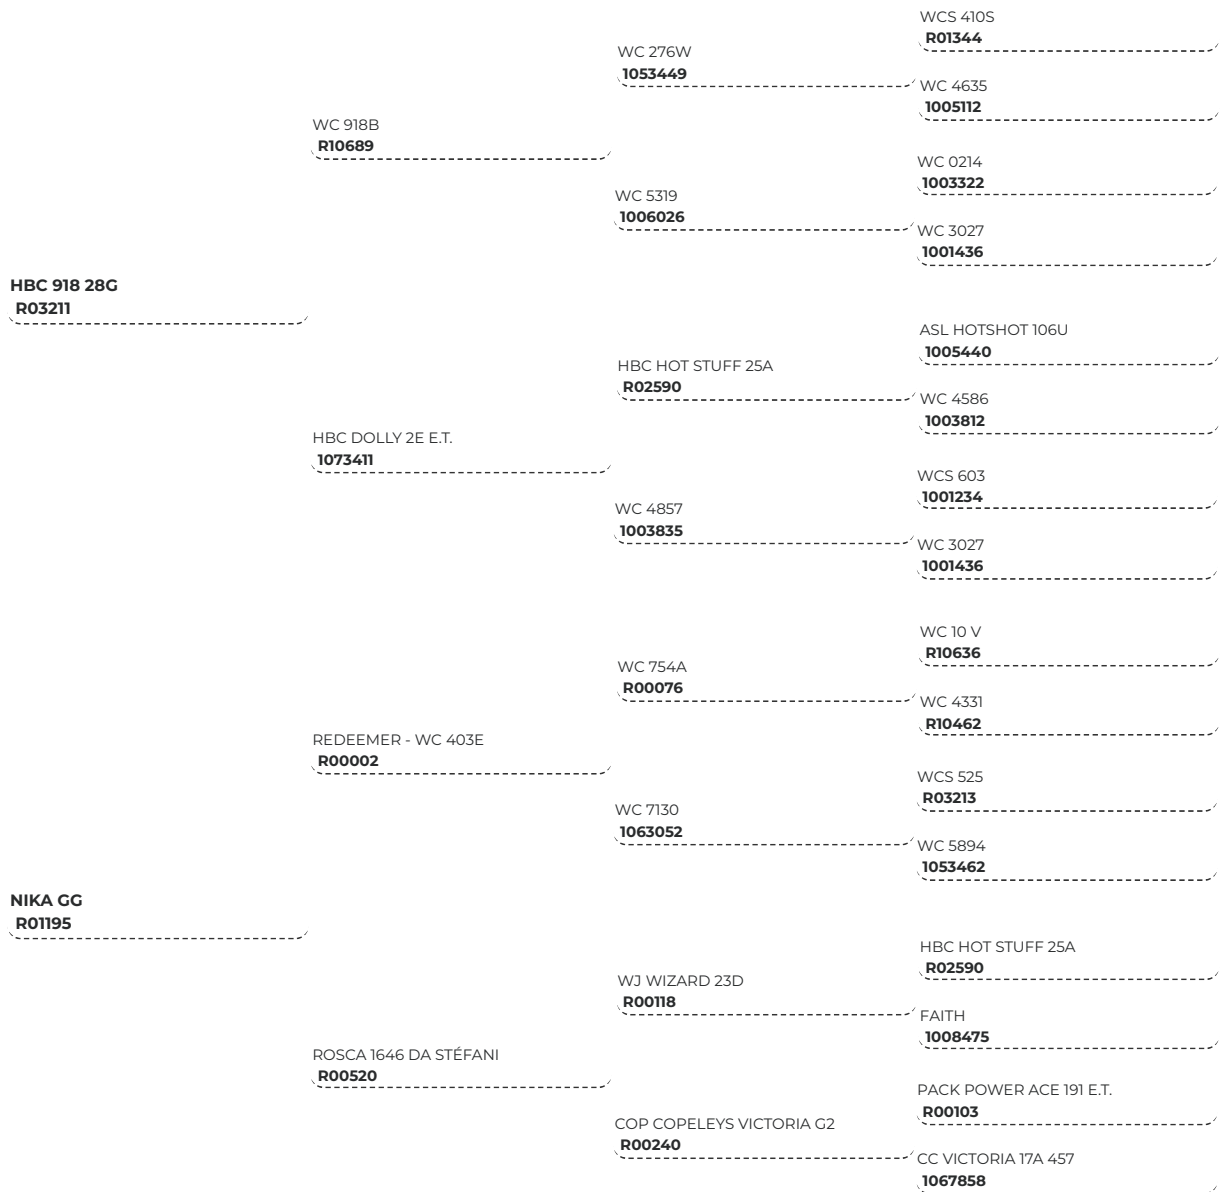 WCS 410S
R01344
WC 276W
1053449
WC 4635
1005112
WC 918B
R10689
WC 0214
1003322
WC 5319
1006026
WC 3027
1001436
HBC 918 28G
R03211
ASL HOTSHOT 106U
1005440
HBC HOT STUFF 25A
R02590
WC 4586
1003812
HBC DOLLY 2E E.T.
1073411
WCS 603
1001234
WC 4857
1003835
WC 3027
1001436
WC 10 V
R10636
WC 754A
R00076
WC 4331
R10462
REDEEMER - WC 403E
R00002
WCS 525
R03213
WC 7130
1063052
WC 5894
1053462
NIKA GG
R01195
HBC HOT STUFF 25A
R02590
WJ WIZARD 23D
R00118
FAITH
1008475
ROSCA 1646 DA STÉFANI
R00520
PACK POWER ACE 191 E.T.
R00103
COP COPELEYS VICTORIA G2
R00240
CC VICTORIA 17A 457
1067858